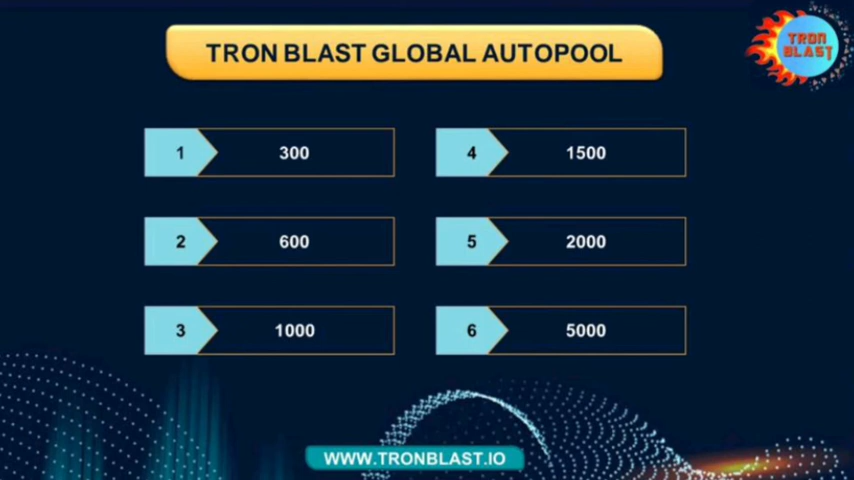 TRON BLAST GLOBAL AUTOPOOL
TRON
BLAST
1 300
4 1500
2 600
5 2000
3 1000
6 5000
WWW.TRONBLAST.IO